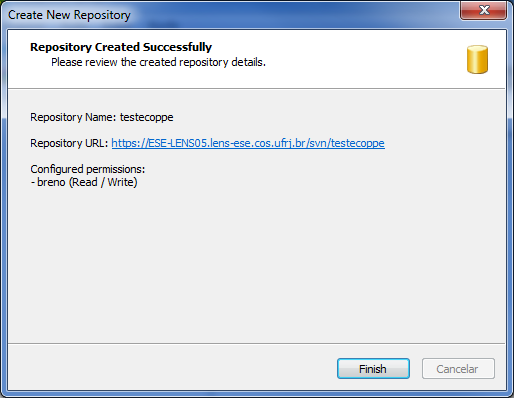 Create New Repository
Repository Created Successfully
Please review the created repository details.
Repository Name: testecoppe
Repository URL: https://ESE-LENS05.lens-ese.cos.ufrj.br/svn/testecoppe
Configured permissions:
- breno (Read / Write)
Finish
Cancelar